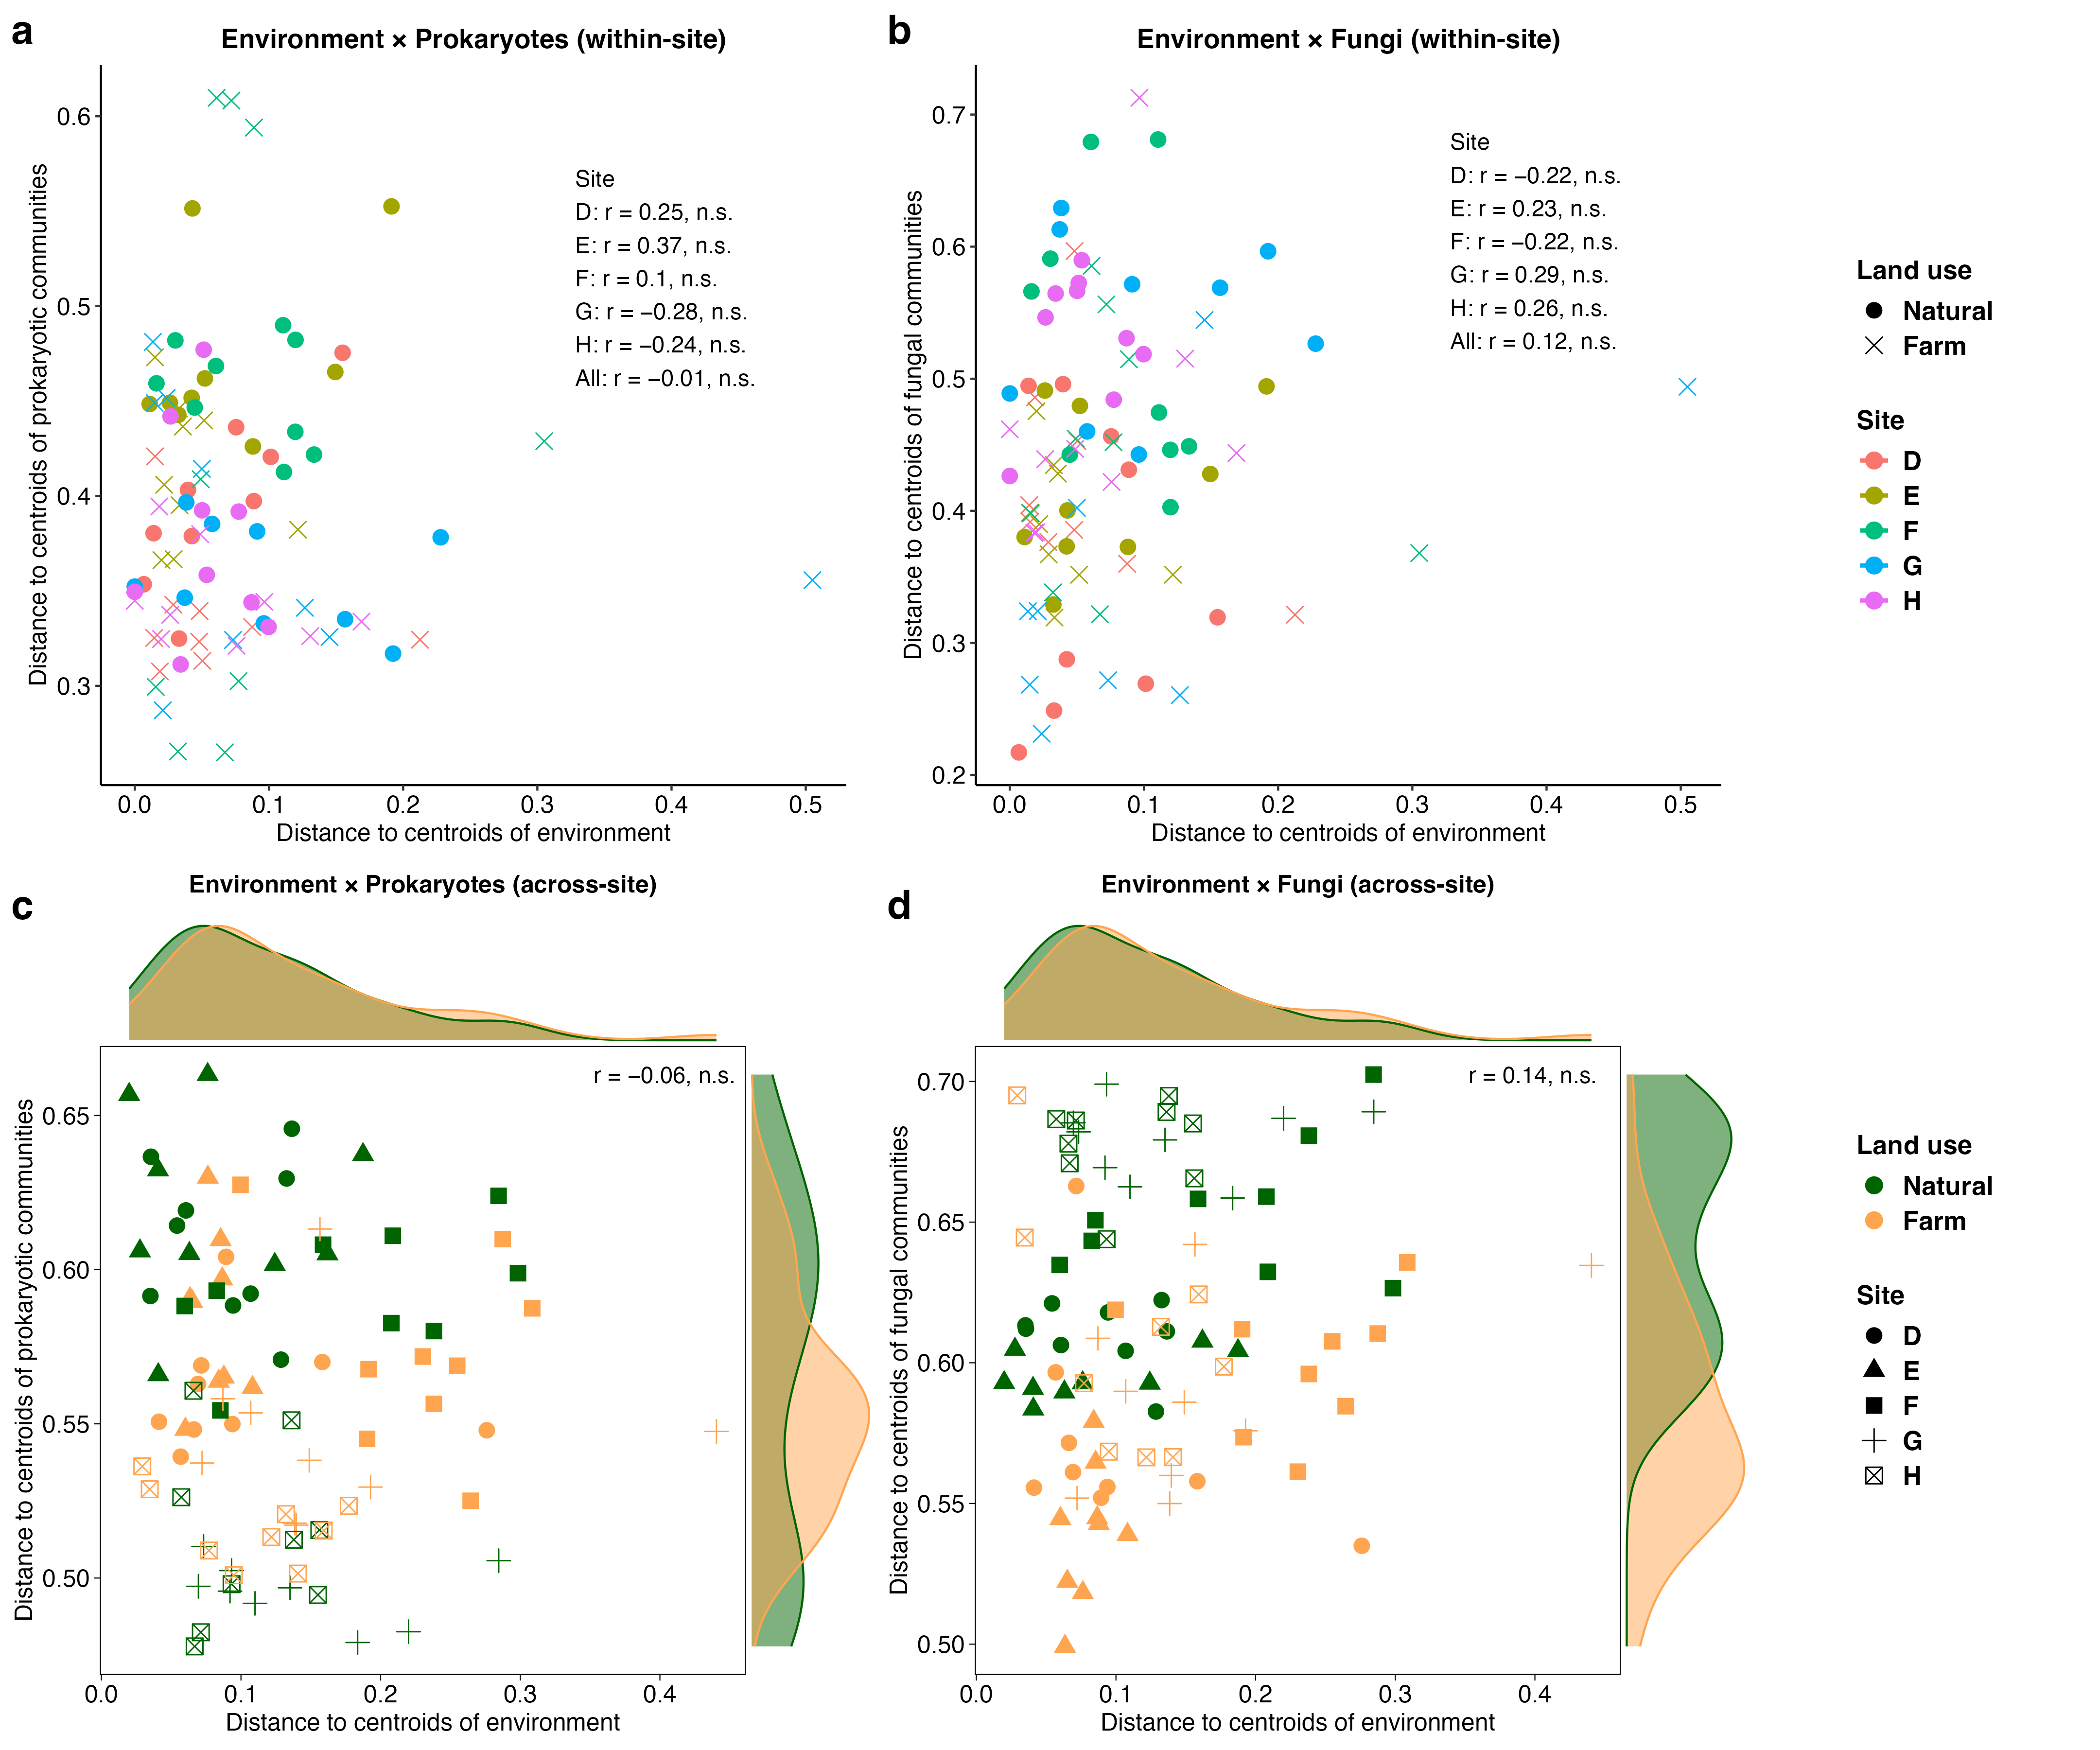 a
Environment × Prokaryotes (within-site)
Distance to centroids of prokaryotic communities
0.6
0.5
0.4
0.3
Site
D: r = 0.25, n.s.
E: r = 0.37, n.s.
F: r = 0.1, n.s.
G: r = −0.28, n.s.
H: r = −0.24, n.s.
All: r = −0.01, n.s.
0.0 0.1 0.2 0.3 0.4 0.5
Distance to centroids of environment
b
Environment × Fungi (within-site)
Distance to centroids of fungal communities
0.7
0.6
0.5
0.4
0.3
0.2
Site
D: r = −0.22, n.s.
E: r = 0.23, n.s.
F: r = −0.22, n.s.
G: r = 0.29, n.s.
H: r = 0.26, n.s.
All: r = 0.12, n.s.
0.0 0.1 0.2 0.3 0.4 0.5
Distance to centroids of environment
Land use
Natural
Farm
Site
D
E
F
G
H
c
Environment × Prokaryotes (across-site)
Distance to centroids of prokaryotic communities
0.65
0.60
0.55
0.50
r = −0.06, n.s.
0.0 0.1 0.2 0.3 0.4
Distance to centroids of environment
d
Environment × Fungi (across-site)
Distance to centroids of fungal communities
0.70
0.65
0.60
0.55
0.50
r = 0.14, n.s.
0.0 0.1 0.2 0.3 0.4
Distance to centroids of environment
Land use
Natural
Farm
Site
D
E
F
G
H